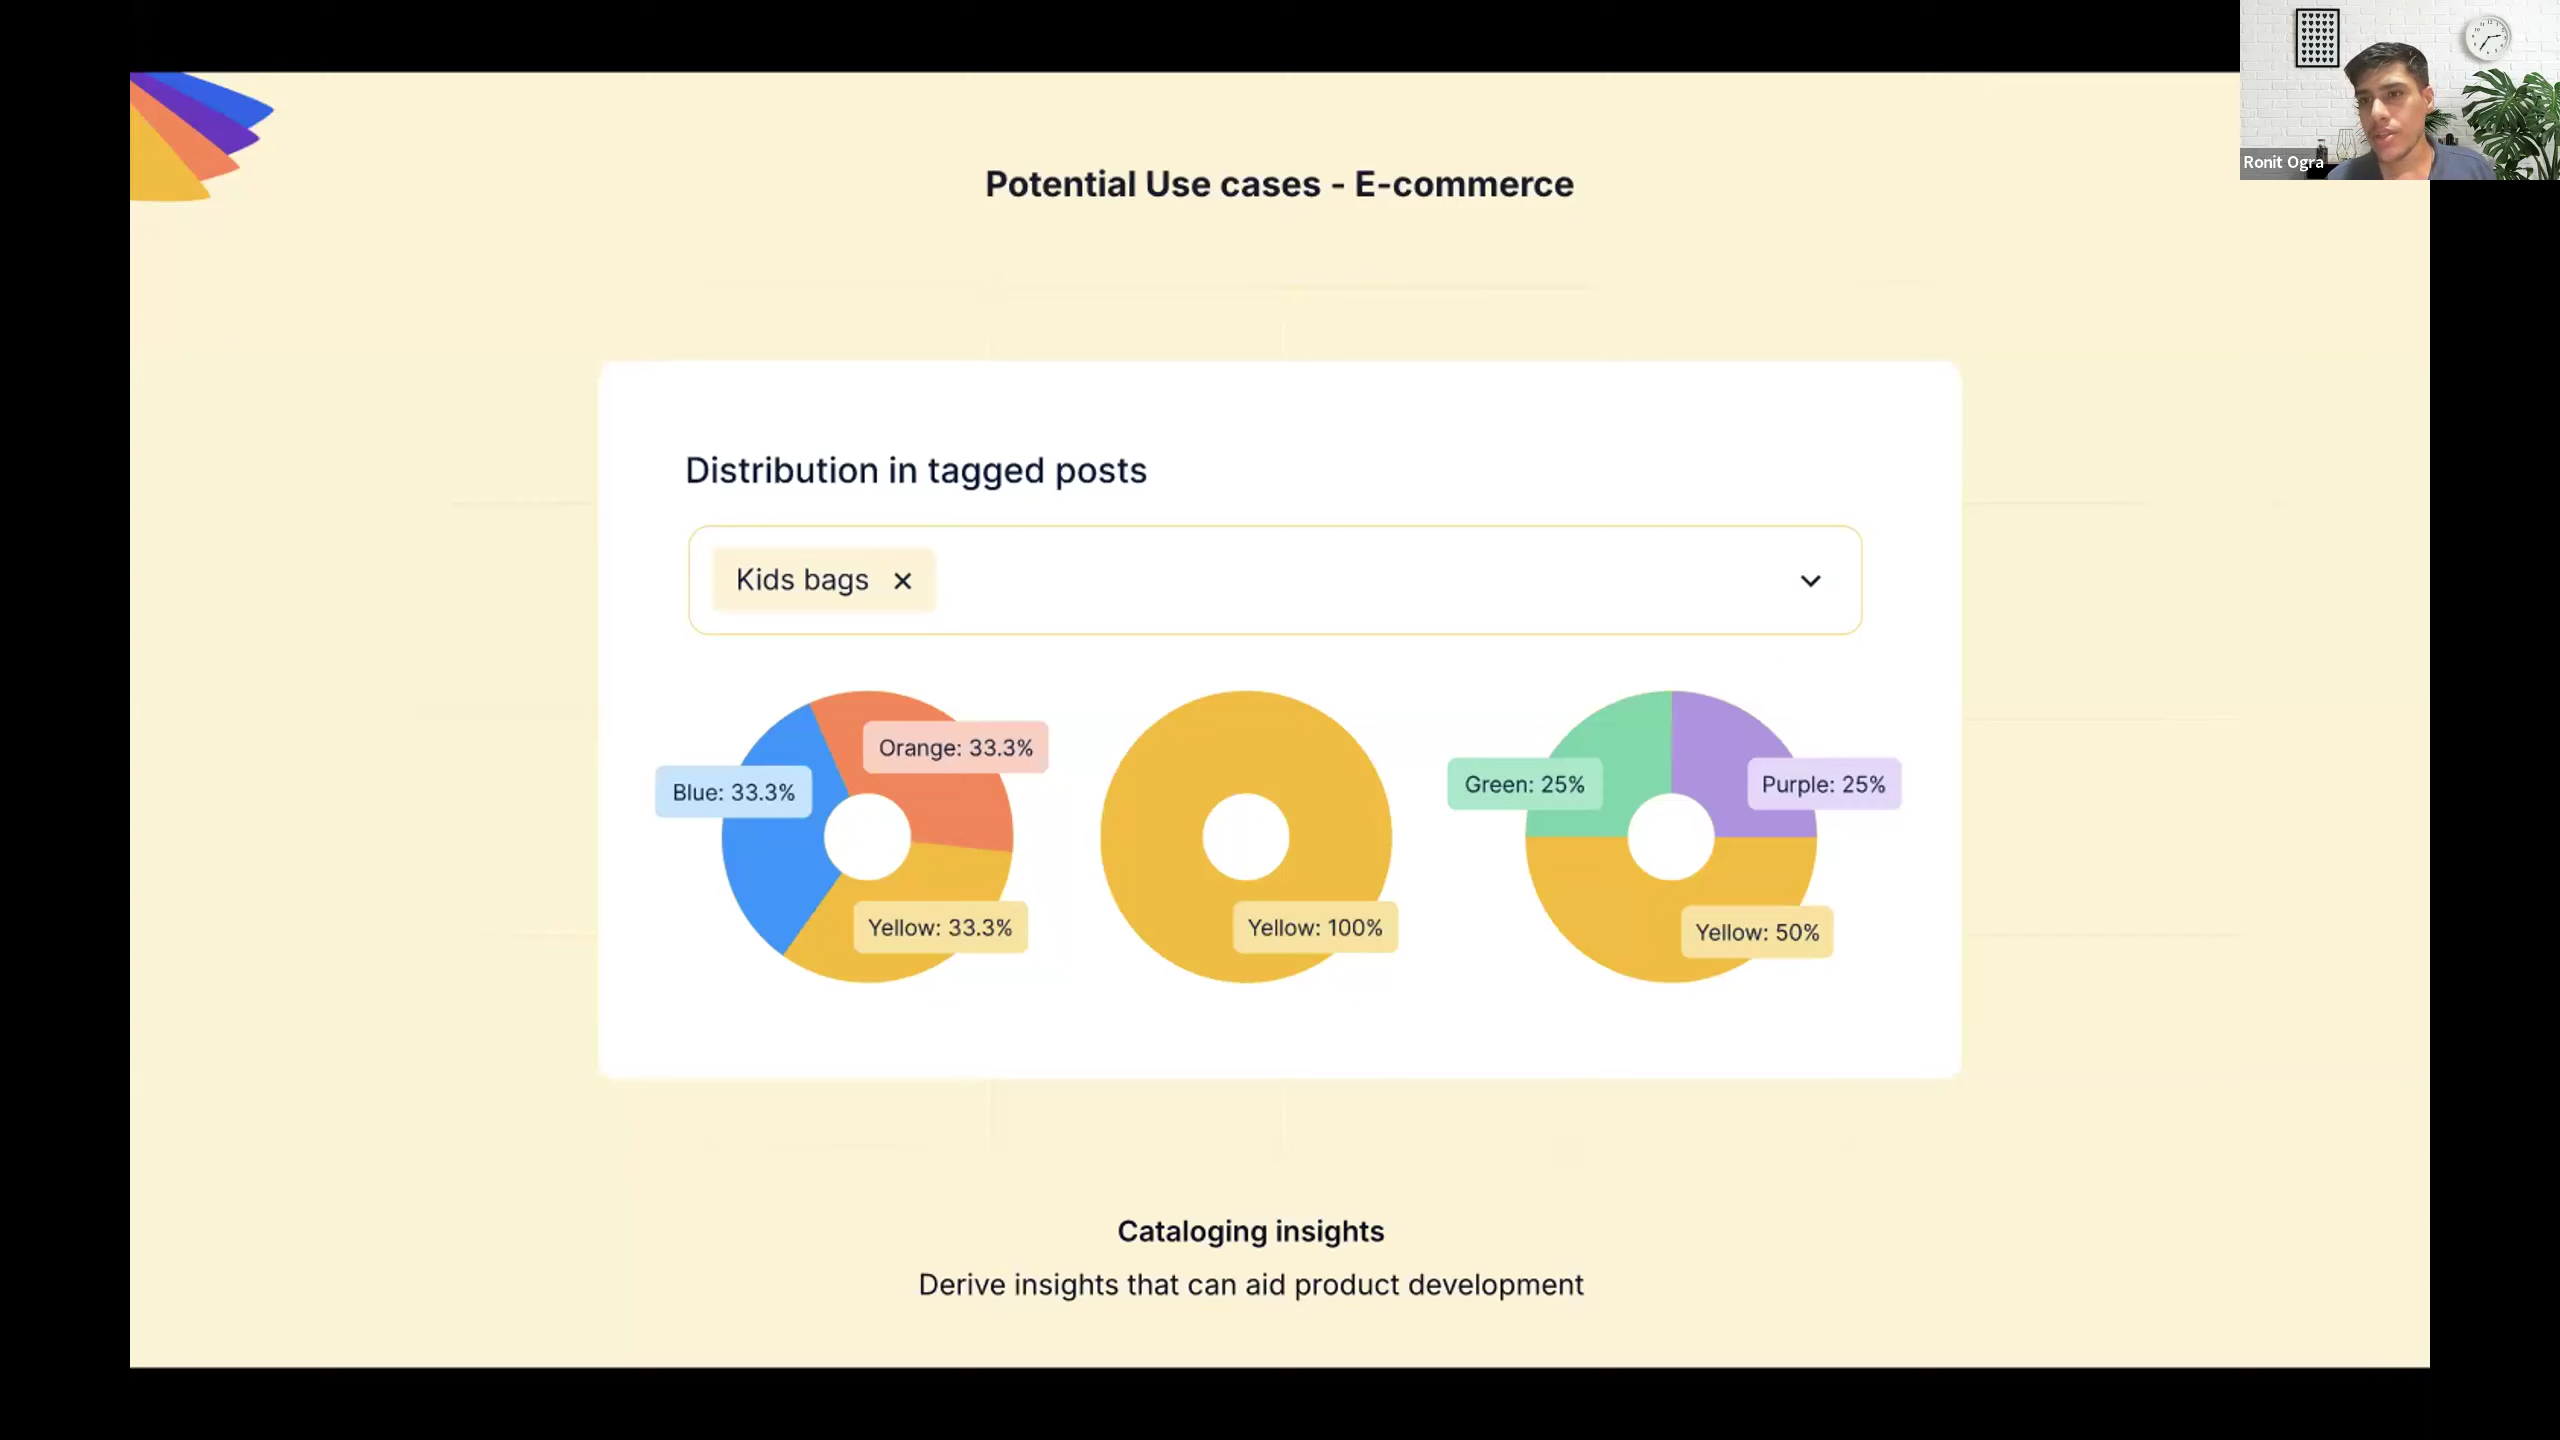 Ronit Ogra
Potential Use cases - E-commerce
Distribution in tagged posts
Kids bags ×
Orange: 33.3%
Blue: 33.3%
Yellow: 33.3%
Yellow: 100%
Green: 25%
Purple: 25%
Yellow: 50%
Cataloging insights
Derive insights that can aid product development